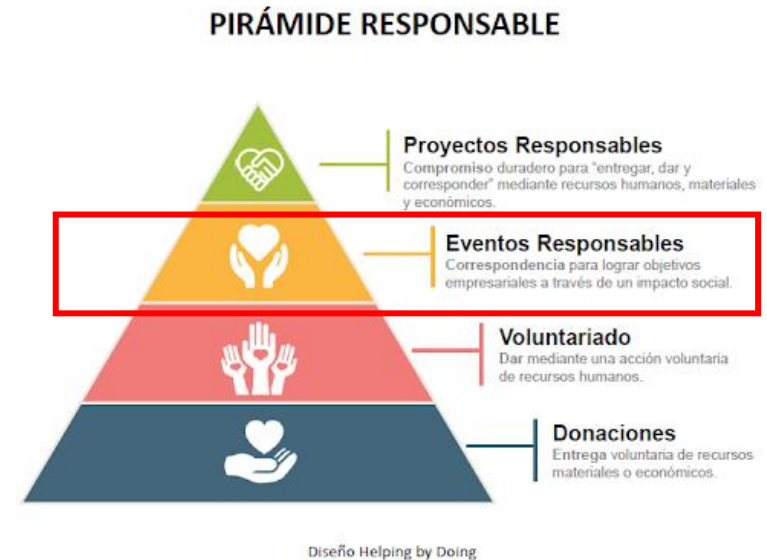 PIRÁMIDE RESPONSABLE
Proyectos Responsables
Compromiso duradero para "entregar, dar y
corresponder" mediante recursos humanos, materiales
y económicos.
Eventos Responsables
Correspondencia para lograr objetivos
empresariales a través de un impacto social.
Voluntariado
Dar mediante una acción voluntaria
de recursos humanos.
Donaciones
Entrega voluntaria de recursos
materiales o económicos.
Diseño Helping by Doing